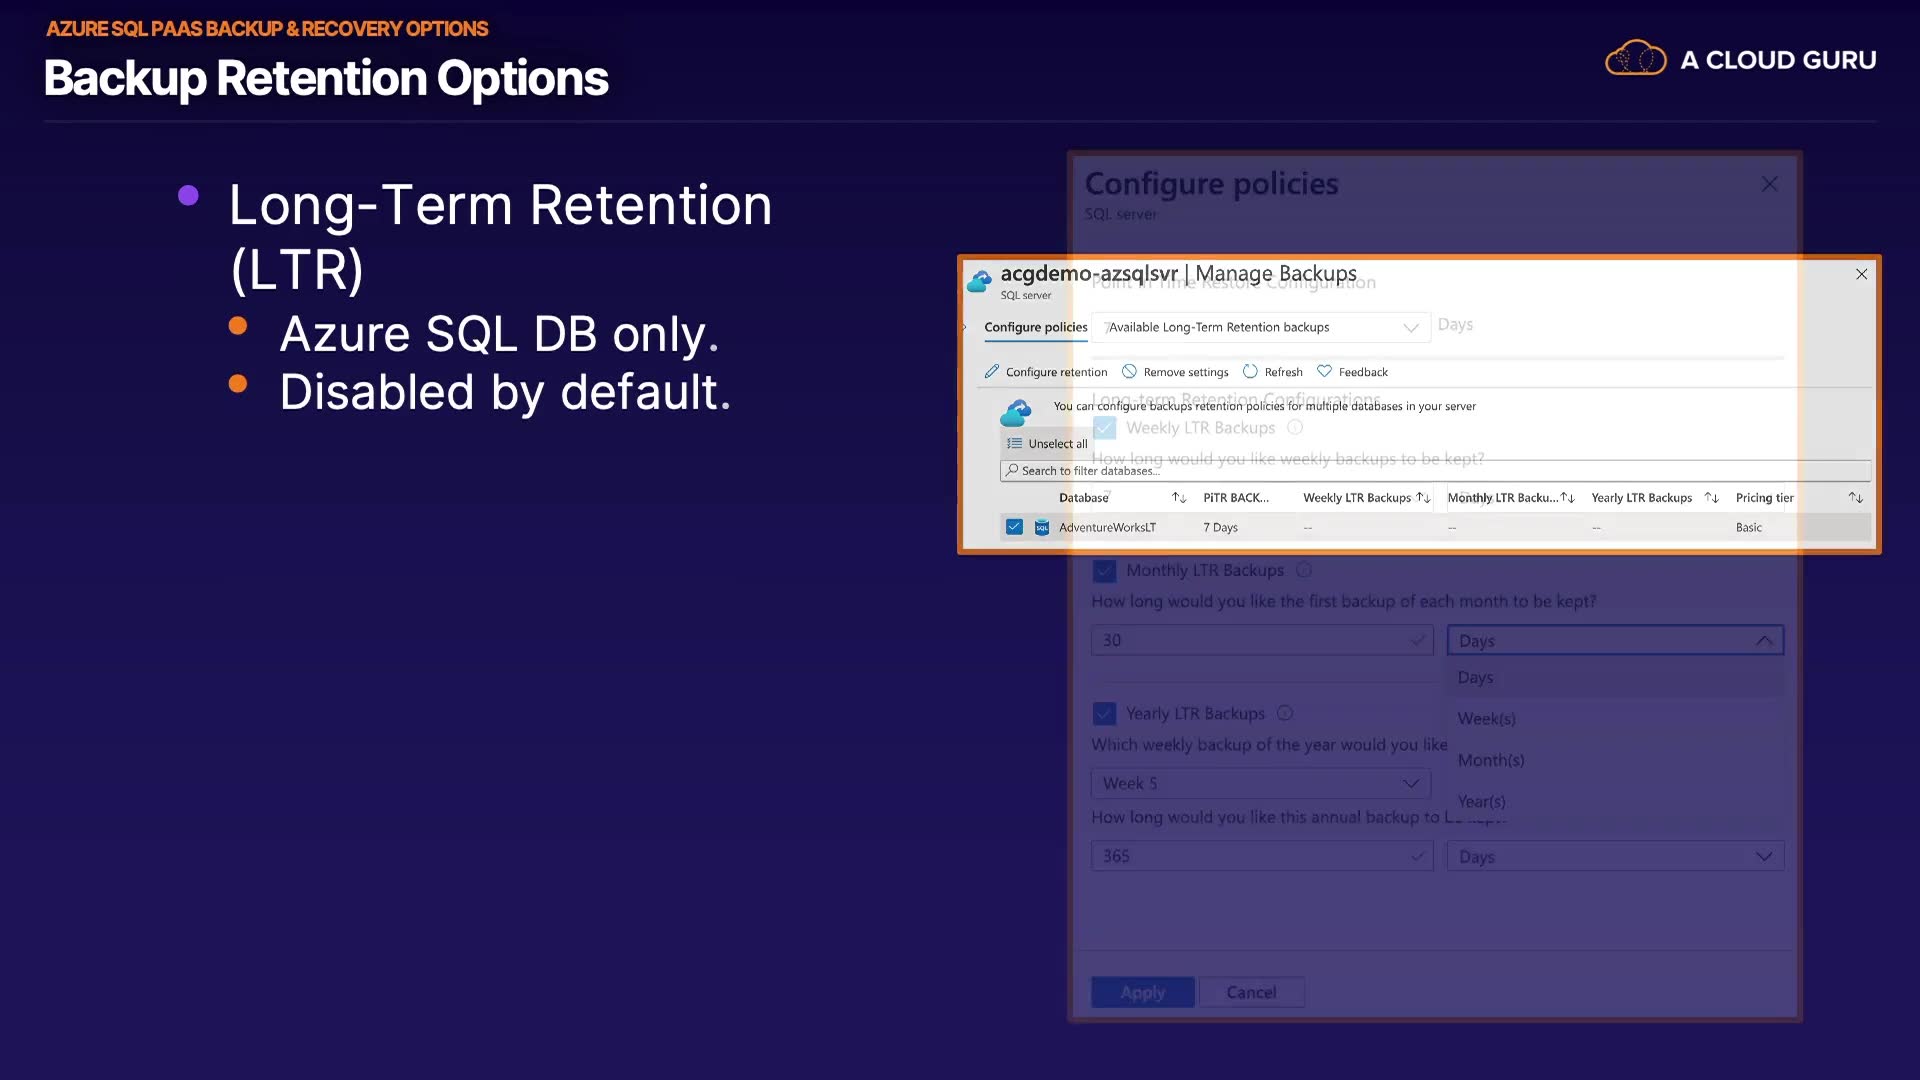 AZURE SQL PAAS BACKUP & RECOVERY OPTIONS
Backup Retention Options
A CLOUD GURU
Long-Term Retention
(LTR)
Azure SQL DB only.
Disabled by default.
Configure policies
SQL server
acgdemo-azsqlsvr | Manage Backups
SQL server
Point in Time Restore Configuration
Configure policies
Available Long-Term Retention backups
7
Days
Configure retention
Remove settings
Refresh
Feedback
Long-term Retention Configurations
You can configure backups retention policies for multiple databases in your server
Weekly LTR Backups
Unselect all
How long would you like weekly backups to be kept?
Search to filter databases...
Database
PiTR BACK...
Weekly LTR Backups
Monthly LTR Backu...
Yearly LTR Backups
Pricing tier
AdventureWorksLT
7 Days
--
--
--
Basic
Monthly LTR Backups
How long would you like the first backup of each month to be kept?
30
Days
Days
Week(s)
Month(s)
Year(s)
Yearly LTR Backups
Which weekly backup of the year would you like
Week 5
How long would you like this annual backup to
365
Days
Apply
Cancel